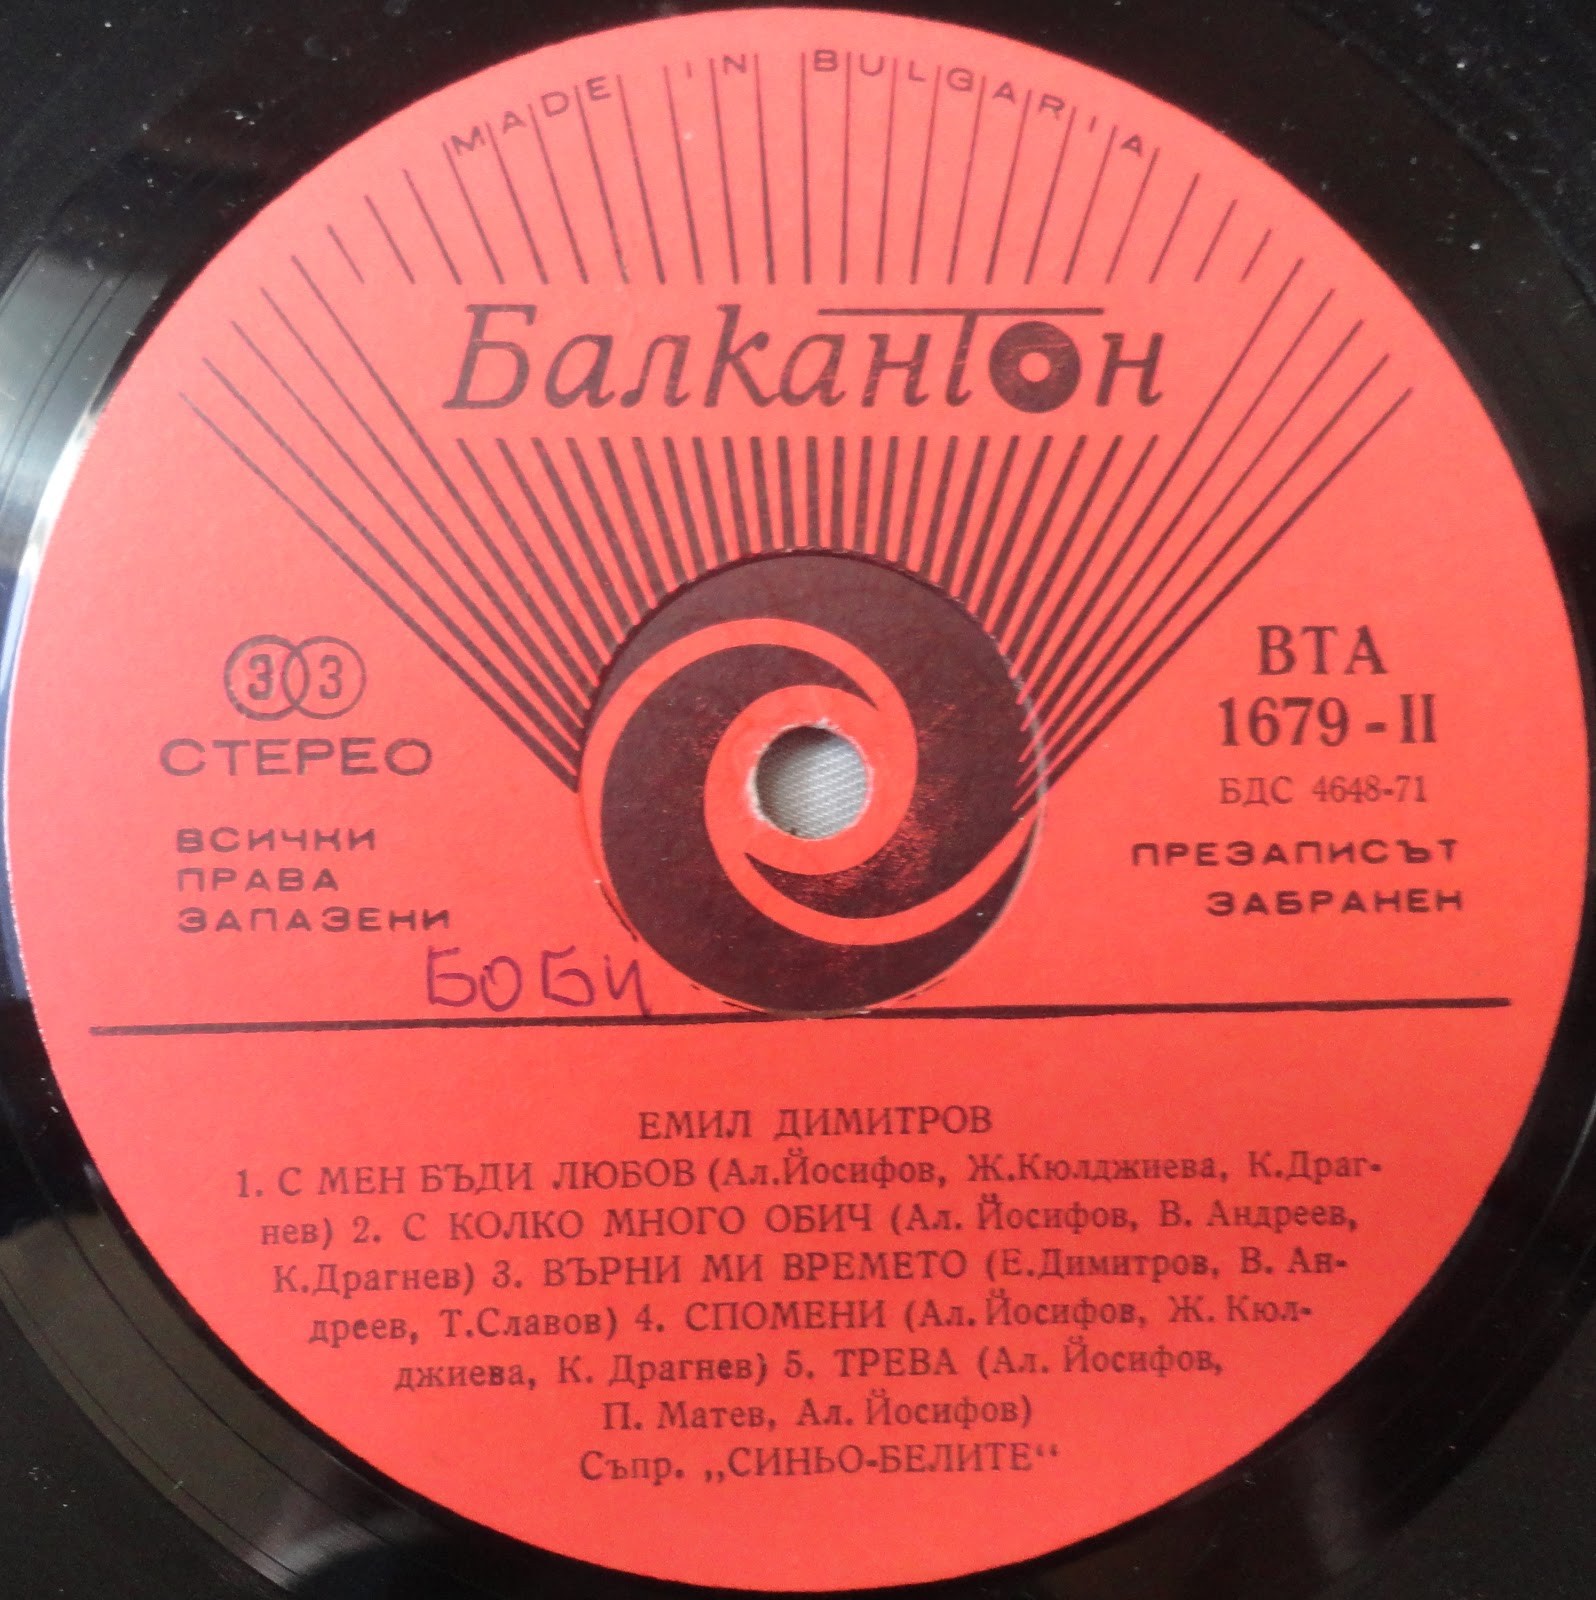 MADE IN BULGARIA
Балкантон
33
СТЕРЕО
ВСИЧКИ
ПРАВА
ЗАПАЗЕНИ
ВТА
1679 - II
БДС 4648-71
ПРЕЗАПИСЪТ
ЗАБРАНЕН
БОБИ
ЕМИЛ ДИМИТРОВ
1. С МЕН БЪДИ ЛЮБОВ (Ал.Йосифов, Ж.Кюлджиева, К.Драг-
нев) 2. С КОЛКО МНОГО ОБИЧ (Ал. Йосифов, В. Андреев,
К.Драгнев) 3. ВЪРНИ МИ ВРЕМЕТО (Е.Димитров, В. Ан-
дреев, Т.Славов) 4. СПОМЕНИ (Ал. Йосифов, Ж. Кюл-
джиева, К. Драгнев) 5. ТРЕВА (Ал. Йосифов,
П. Матев, Ал. Йосифов)
Съпр. „СИНЬО-БЕЛИТЕ“